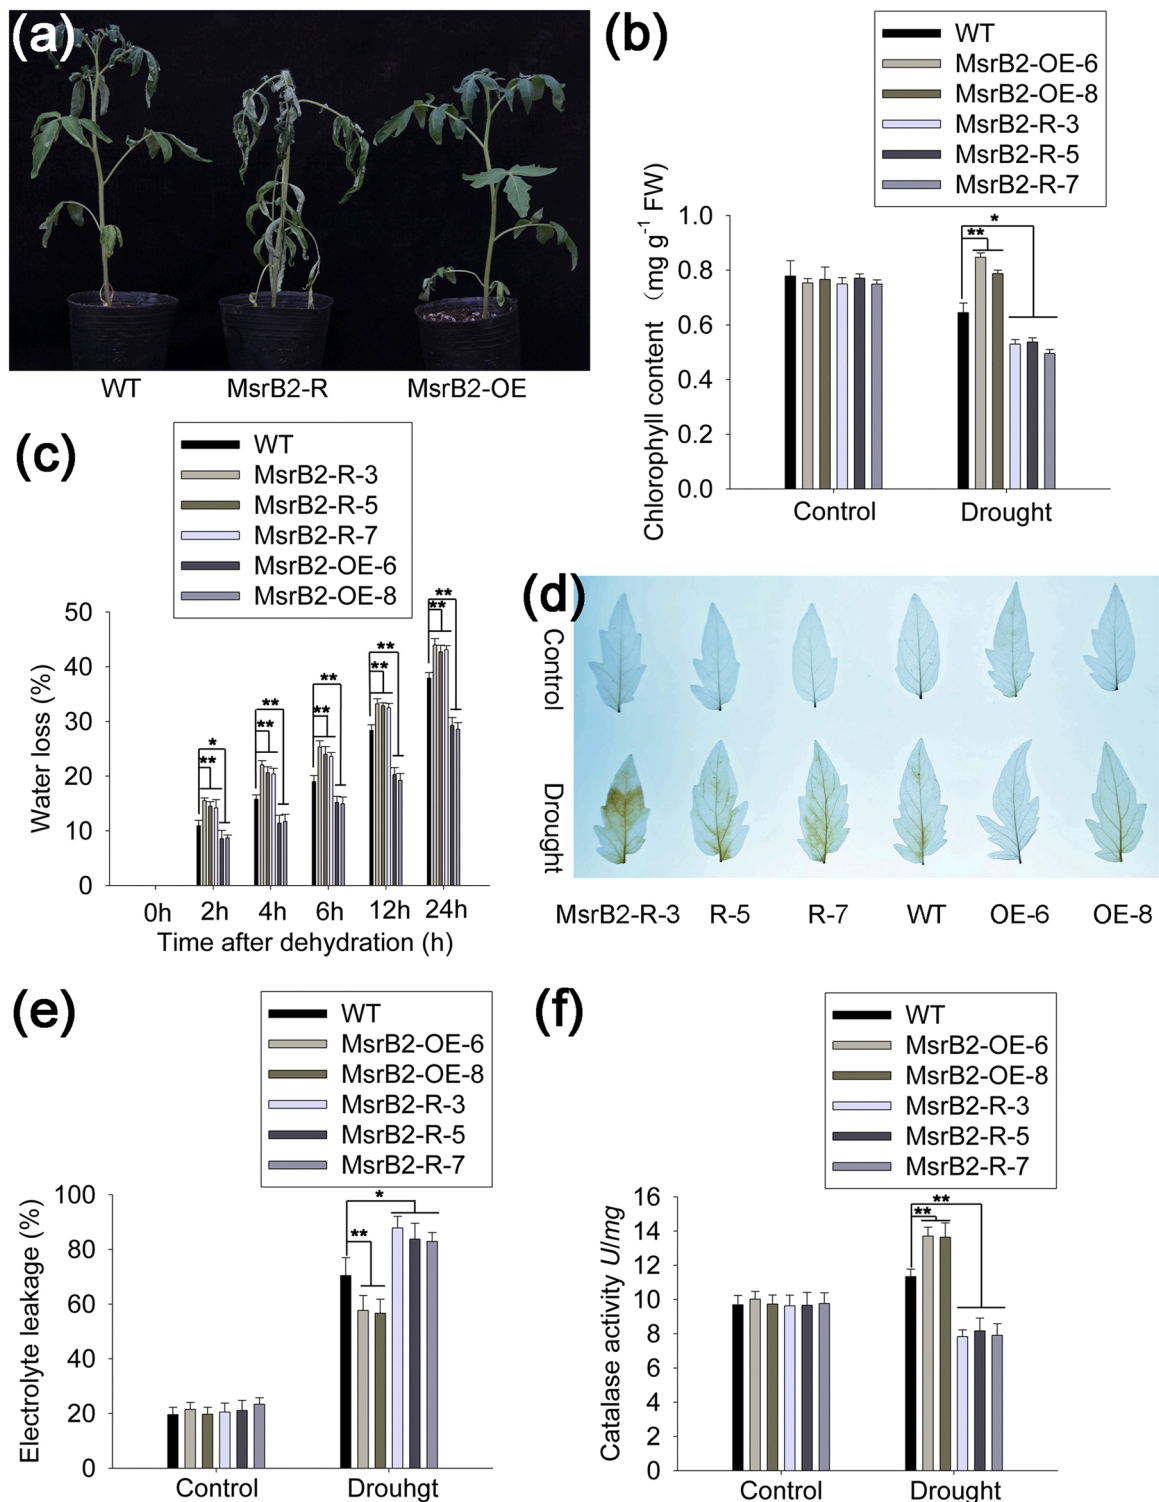 (a)
WT
MsrB2-R
MsrB2-OE
(b)
WT
MsrB2-OE-6
MsrB2-OE-8
MsrB2-R-3
MsrB2-R-5
MsrB2-R-7
Chlorophyll content (mg g⁻¹ FW)
1.0
0.8
0.6
0.4
0.2
0.0
*
**
Control
Drought
(c)
WT
MsrB2-R-3
MsrB2-R-5
MsrB2-R-7
MsrB2-OE-6
MsrB2-OE-8
Water loss (%)
50
40
30
20
10
0
*
**
**
**
**
**
**
**
**
**
0h 2h 4h 6h 12h 24h
Time after dehydration (h)
(d)
Control
Drought
MsrB2-R-3 R-5 R-7 WT OE-6 OE-8
(e)
WT
MsrB2-OE-6
MsrB2-OE-8
MsrB2-R-3
MsrB2-R-5
MsrB2-R-7
Electrolyte leakage (%)
100
80
60
40
20
0
*
**
Control
Drouhgt
(f)
WT
MsrB2-OE-6
MsrB2-OE-8
MsrB2-R-3
MsrB2-R-5
MsrB2-R-7
Catalase activity U/mg
16
14
12
10
8
6
4
2
0
**
**
Control
Drought